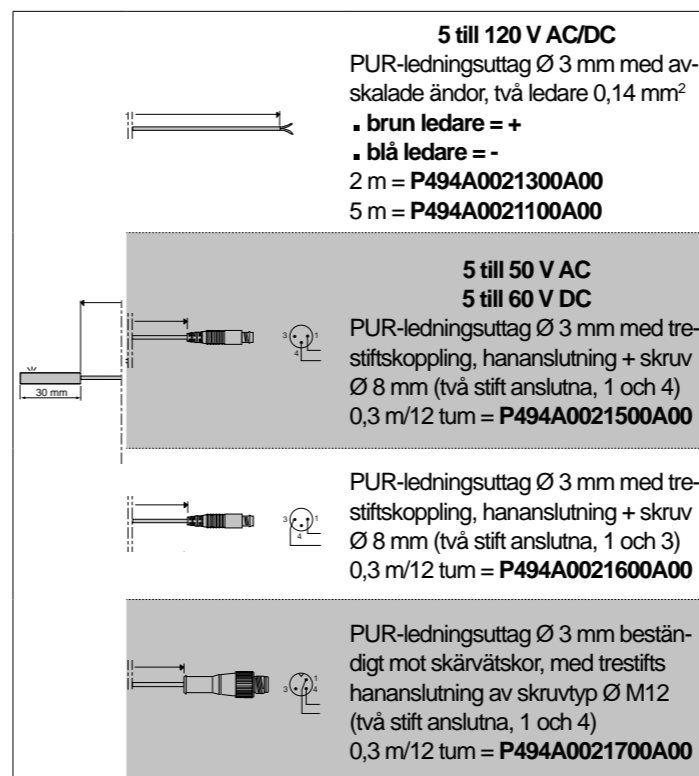 5 till 120 V AC/DC
PUR-ledningsuttag Ø 3 mm med av-
skalade ändor, två ledare 0,14 mm²
. brun ledare = +
. blå ledare = -
2 m = P494A0021300A00
5 m = P494A0021100A00
5 till 50 V AC
5 till 60 V DC
PUR-ledningsuttag Ø 3 mm med tre-
stiftskoppling, hananslutning + skruv
Ø 8 mm (två stift anslutna, 1 och 4)
0,3 m/12 tum = P494A0021500A00
3 1
4
30 mm
PUR-ledningsuttag Ø 3 mm med tre-
stiftskoppling, hananslutning + skruv
Ø 8 mm (två stift anslutna, 1 och 3)
0,3 m/12 tum = P494A0021600A00
3 1
4
PUR-ledningsuttag Ø 3 mm bestän-
digt mot skärvätskor, med trestifts
hananslutning av skruvtyp Ø M12
(två stift anslutna, 1 och 4)
0,3 m/12 tum = P494A0021700A00
1
3 4